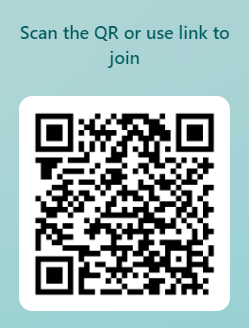 Scan the QR or use link to
join